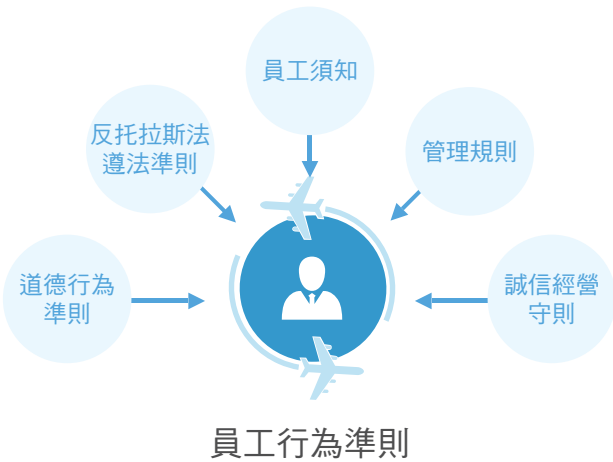 員工須知
反托拉斯法
遵法準則
管理規則
道德行為
準則
誠信經營
守則
員工行為準則